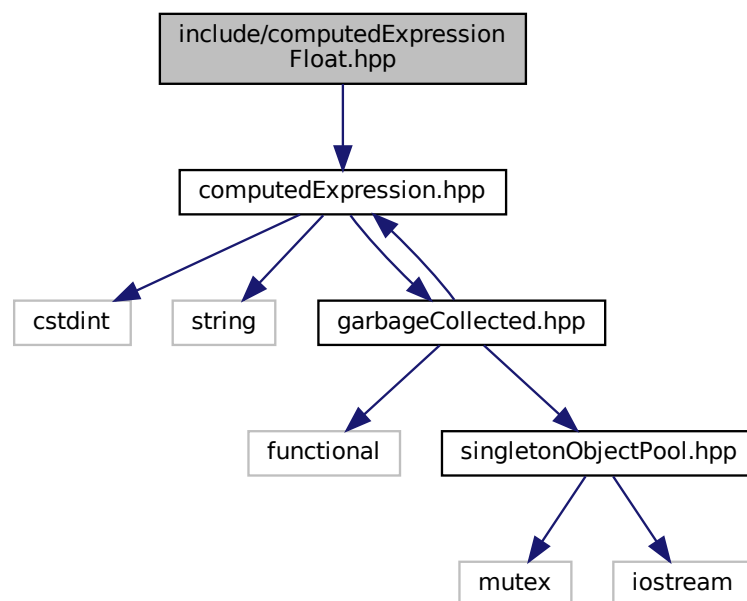 include/computedExpression
Float.hpp
computedExpression.hpp
cstdint
string
garbageCollected.hpp
functional
singletonObjectPool.hpp
mutex
iostream